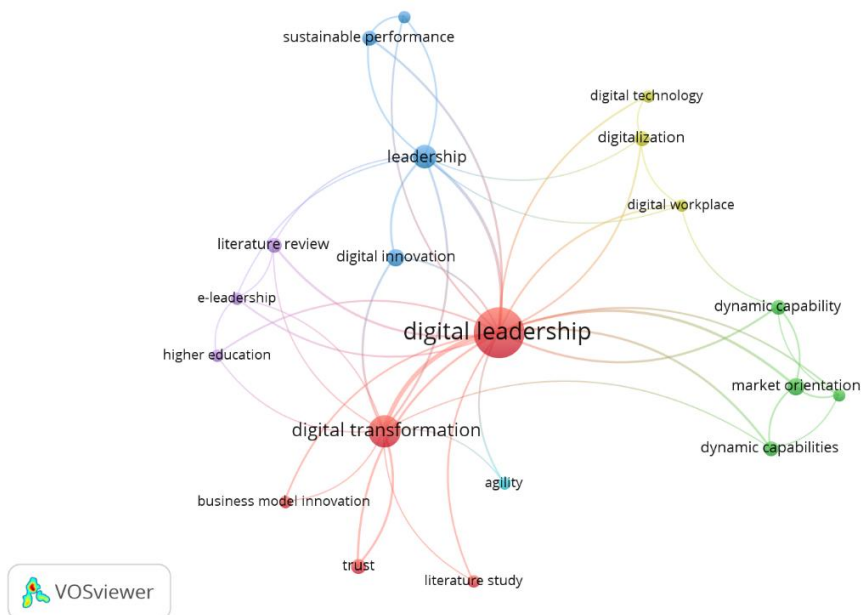 sustainable performance
digital technology
digitalization
leadership
digital workplace
literature review
digital innovation
e-leadership
dynamic capability
digital leadership
higher education
market orientation
digital transformation
dynamic capabilities
agility
business model innovation
trust
literature study
VOSviewer